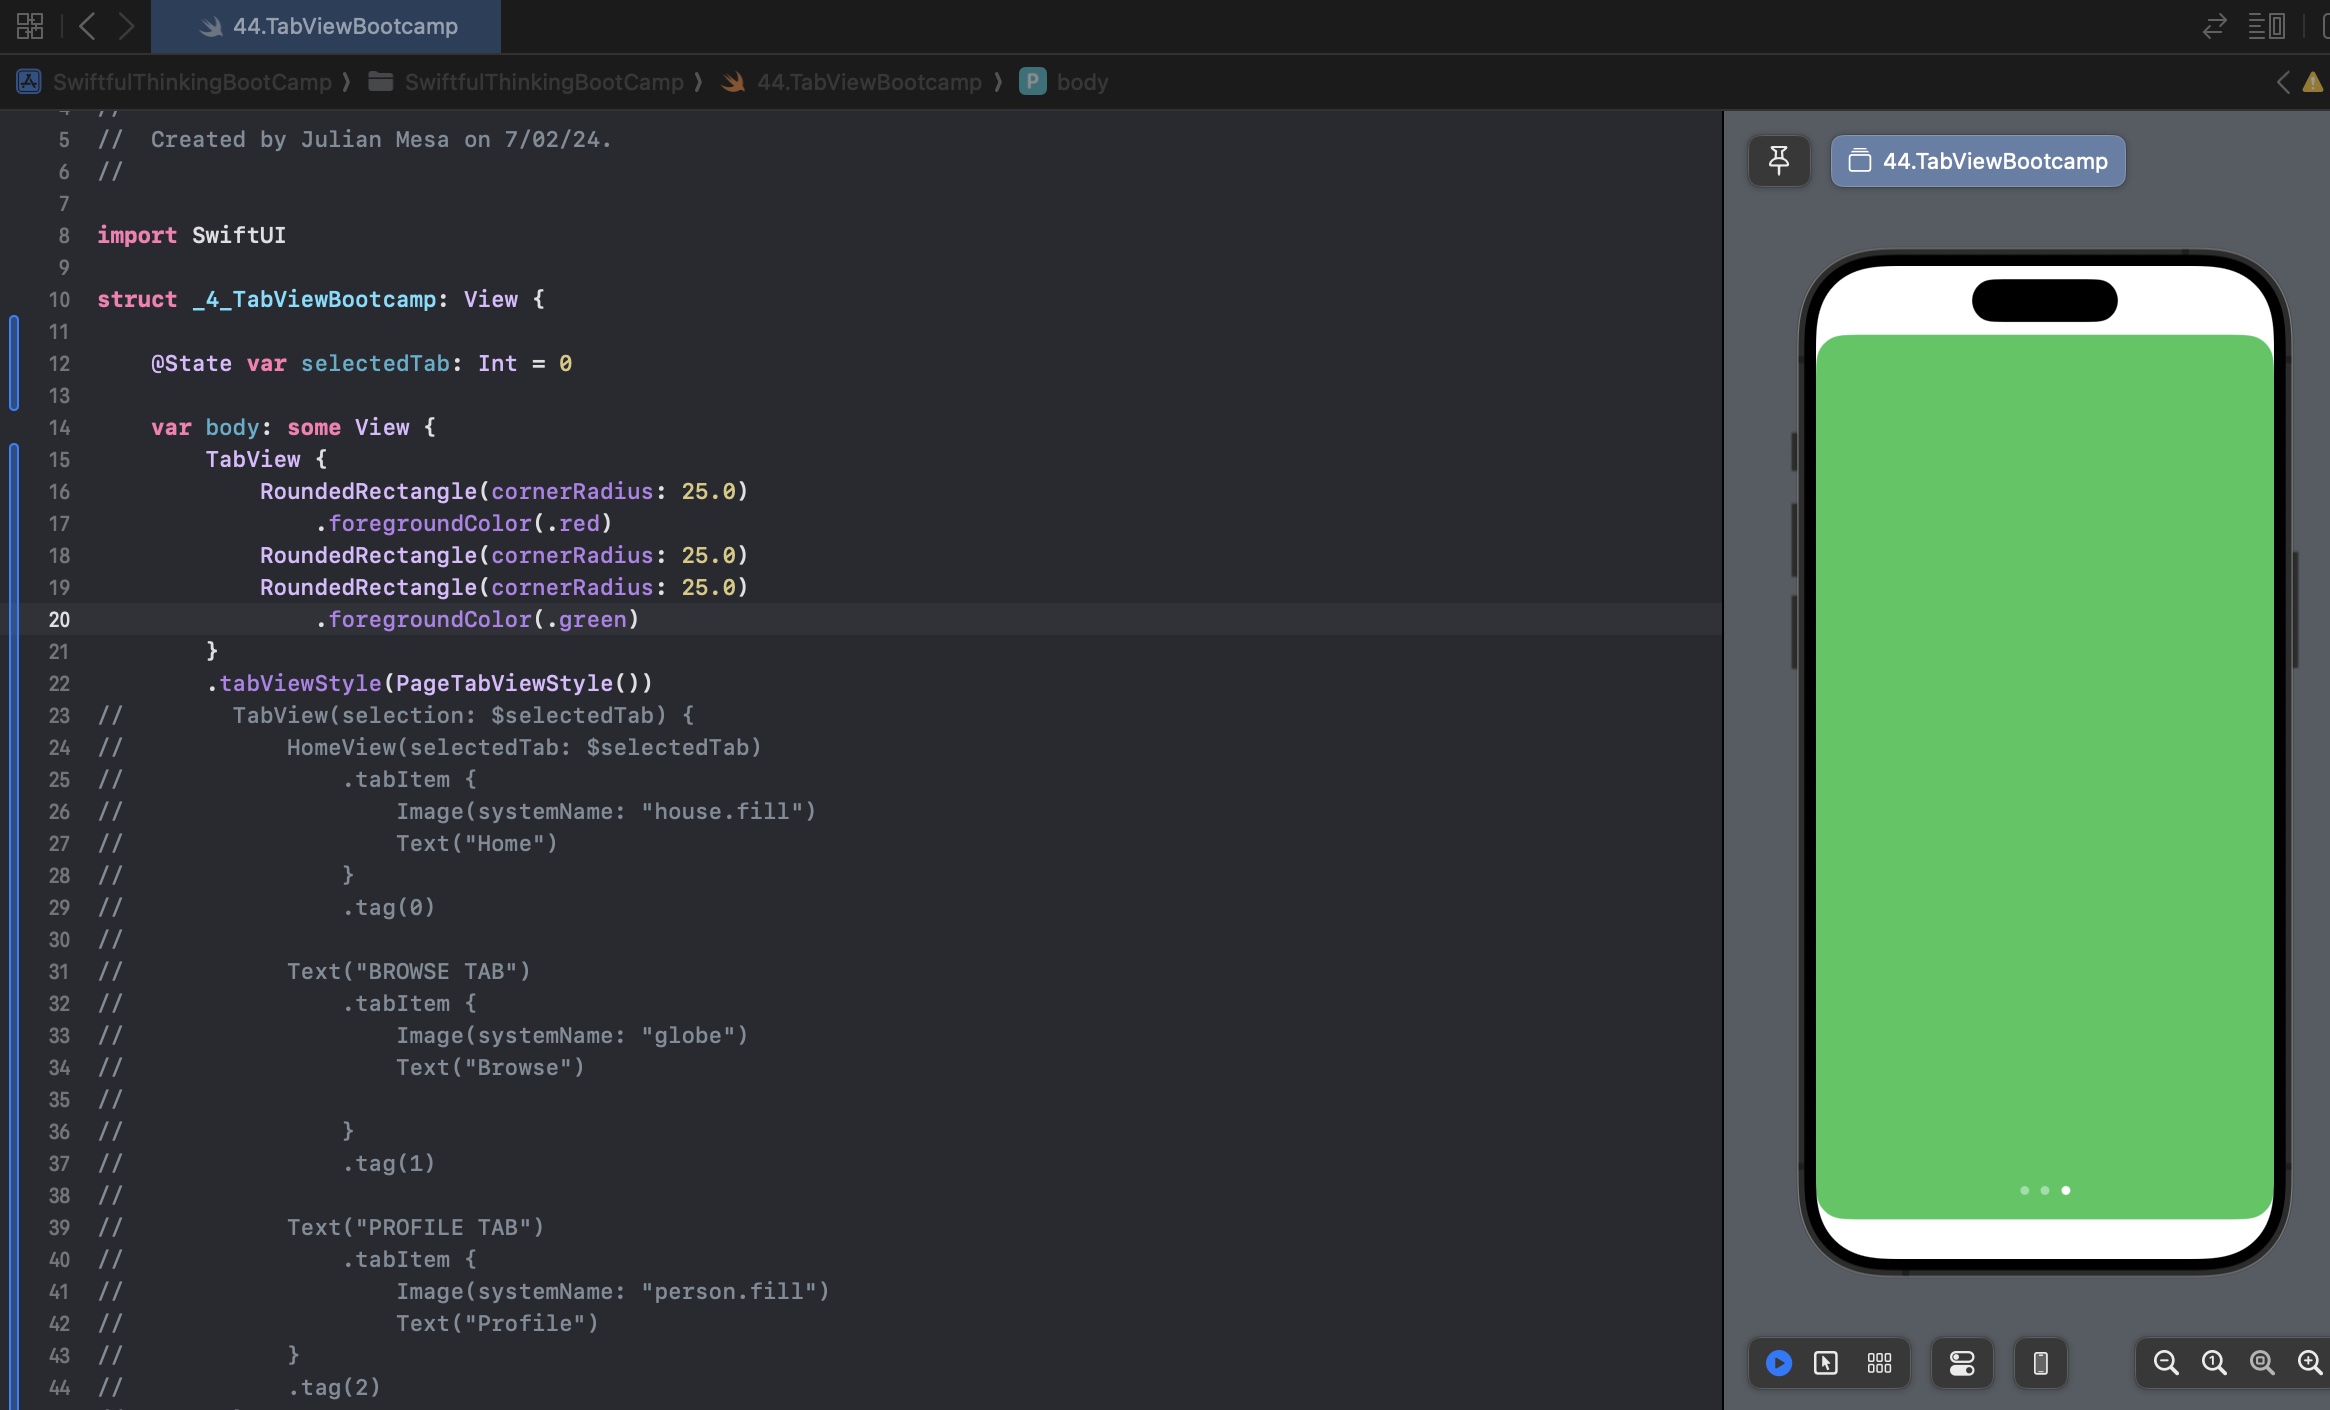 44.TabViewBootcamp
SwiftfulThinkingBootCamp ⟩ SwiftfulThinkingBootCamp ⟩ 44.TabViewBootcamp ⟩ P body
4 //
5 //  Created by Julian Mesa on 7/02/24.
6 //
7
8 import SwiftUI
9
10 struct _4_TabViewBootcamp: View {
11
12     @State var selectedTab: Int = 0
13
14     var body: some View {
15         TabView {
16             RoundedRectangle(cornerRadius: 25.0)
17                 .foregroundColor(.red)
18             RoundedRectangle(cornerRadius: 25.0)
19             RoundedRectangle(cornerRadius: 25.0)
20                 .foregroundColor(.green)
21         }
22         .tabViewStyle(PageTabViewStyle())
23 //        TabView(selection: $selectedTab) {
24 //            HomeView(selectedTab: $selectedTab)
25 //                .tabItem {
26 //                    Image(systemName: "house.fill")
27 //                    Text("Home")
28 //                }
29 //                .tag(0)
30 //
31 //            Text("BROWSE TAB")
32 //                .tabItem {
33 //                    Image(systemName: "globe")
34 //                    Text("Browse")
35 //
36 //                }
37 //                .tag(1)
38 //
39 //            Text("PROFILE TAB")
40 //                .tabItem {
41 //                    Image(systemName: "person.fill")
42 //                    Text("Profile")
43 //            }
44 //            .tag(2)
44.TabViewBootcamp